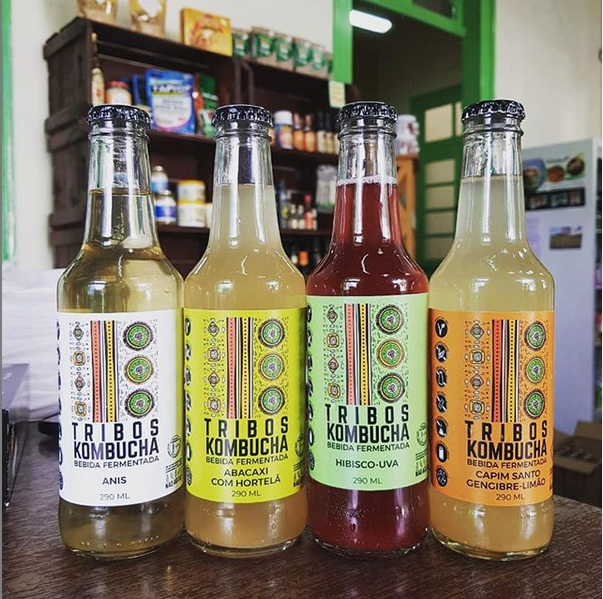 TRIBOS
KOMBUCHA
BEBIDA FERMENTADA
ANIS
290 ML
TRIBOS
KOMBUCHA
BEBIDA FERMENTADA
ABACAXI
COM HORTELÃ
290 ML
TRIBOS
KOMBUCHA
BEBIDA FERMENTADA
HIBISCO-UVA
290 ML
TRIBOS
KOMBUCHA
BEBIDA FERMENTADA
CAPIM SANTO
GENGIBRE-LIMÃO
290 ML